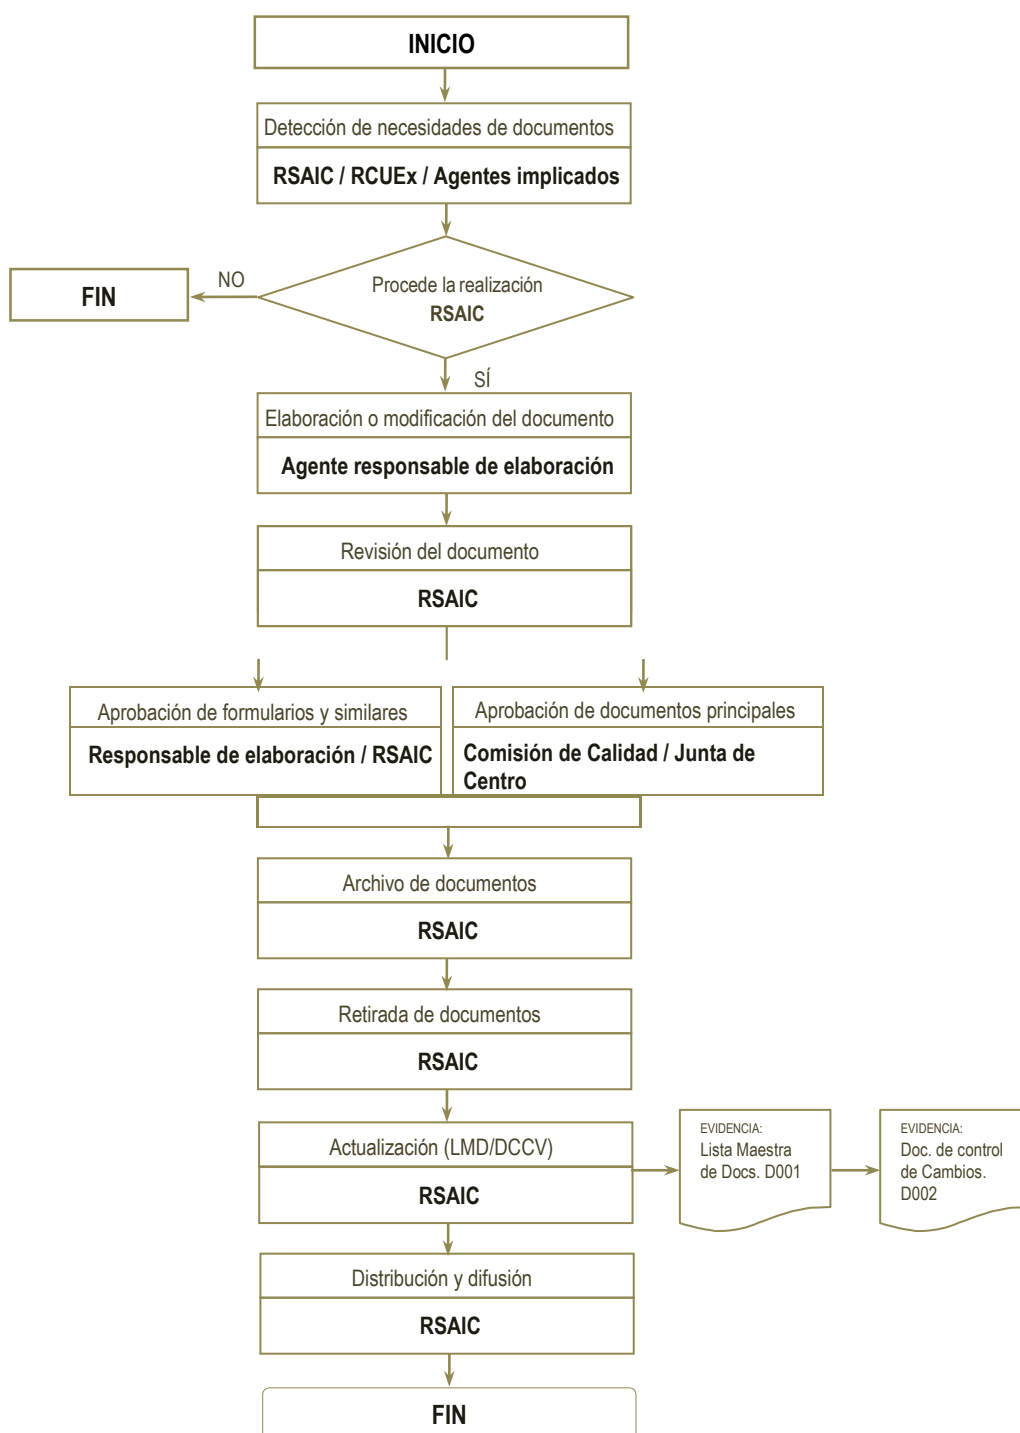 INICIO
Detección de necesidades de documentos
RSAIC / RCUEx / Agentes implicados
NO
FIN
Procede la realización
RSAIC
SÍ
Elaboración o modificación del documento
Agente responsable de elaboración
Revisión del documento
RSAIC
Aprobación de formularios y similares
Responsable de elaboración / RSAIC
Aprobación de documentos principales
Comisión de Calidad / Junta de
Centro
Archivo de documentos
RSAIC
Retirada de documentos
RSAIC
Actualización (LMD/DCCV)
RSAIC
EVIDENCIA:
Lista Maestra
de Docs. D001
EVIDENCIA:
Doc. de control
de Cambios.
D002
Distribución y difusión
RSAIC
FIN